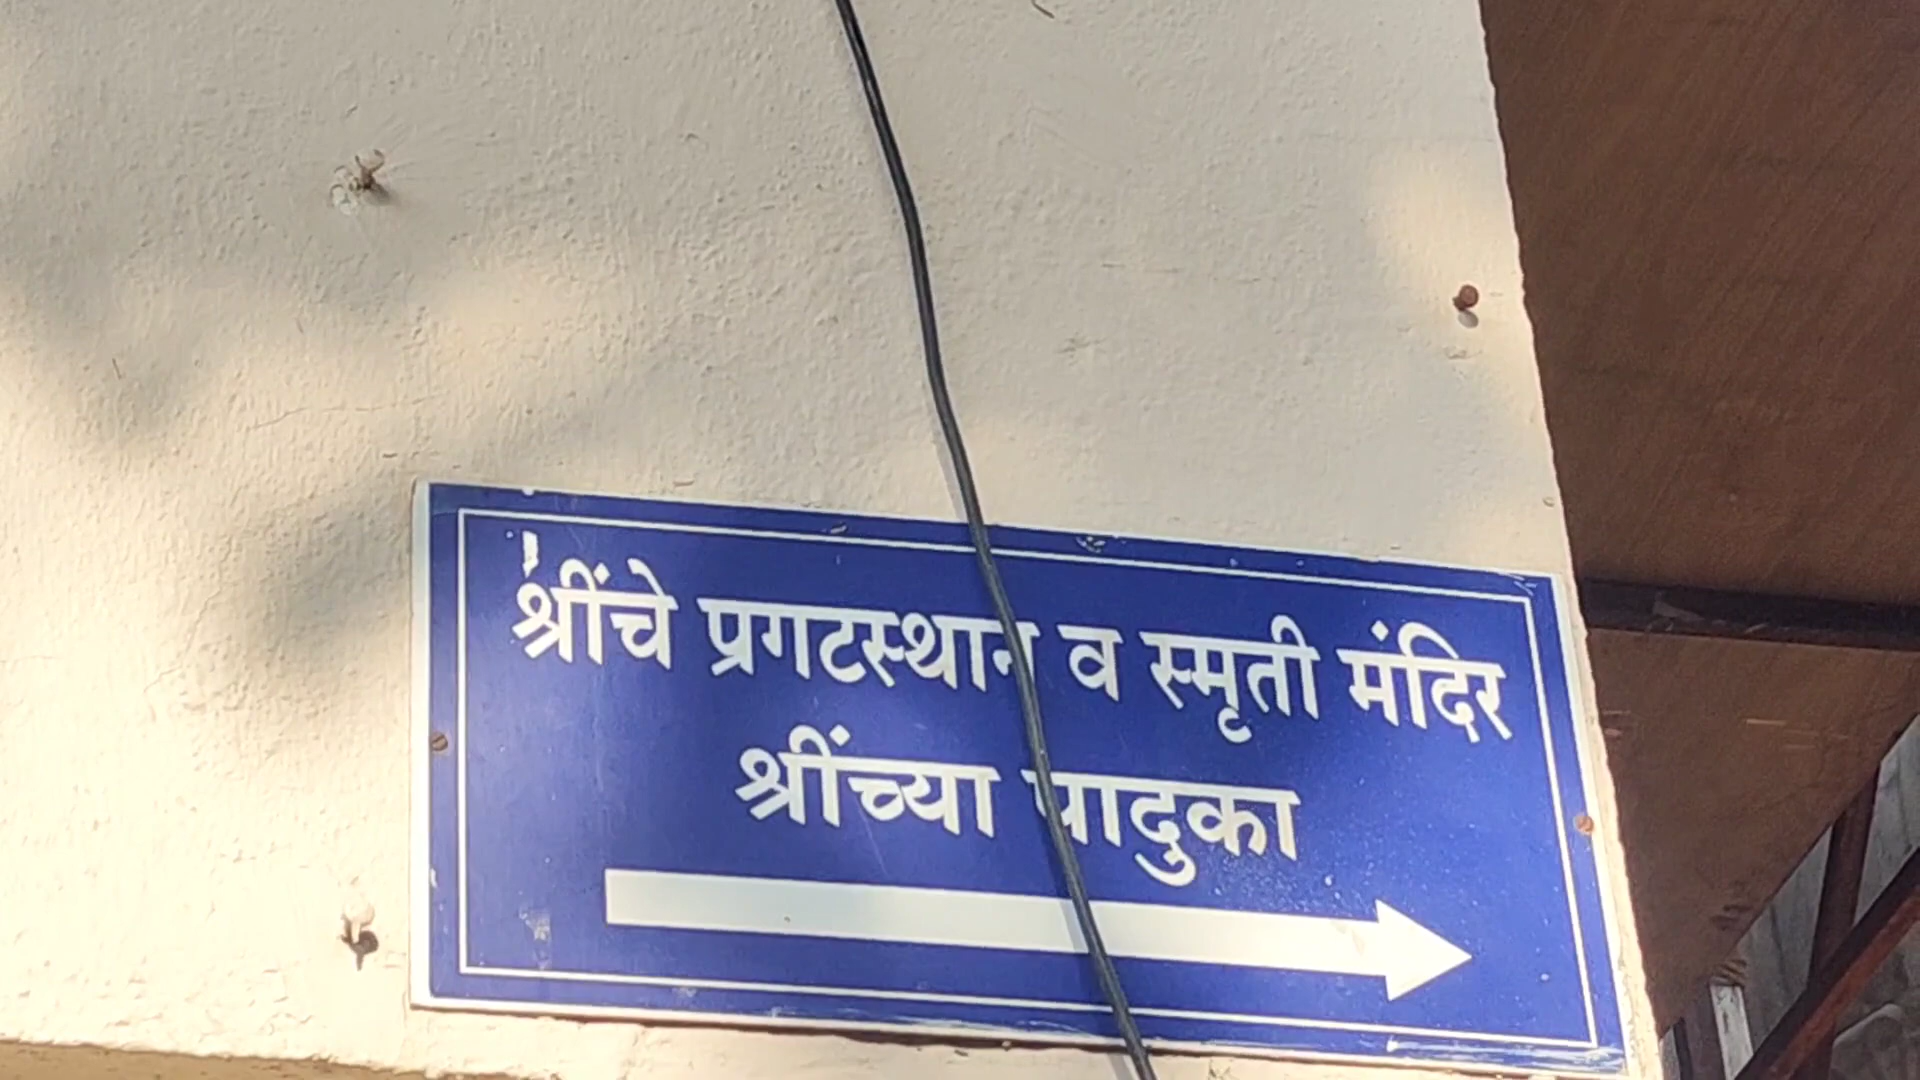 श्रींचे प्रगटस्थान व स्मृती मंदिर
श्रींच्या पादुका